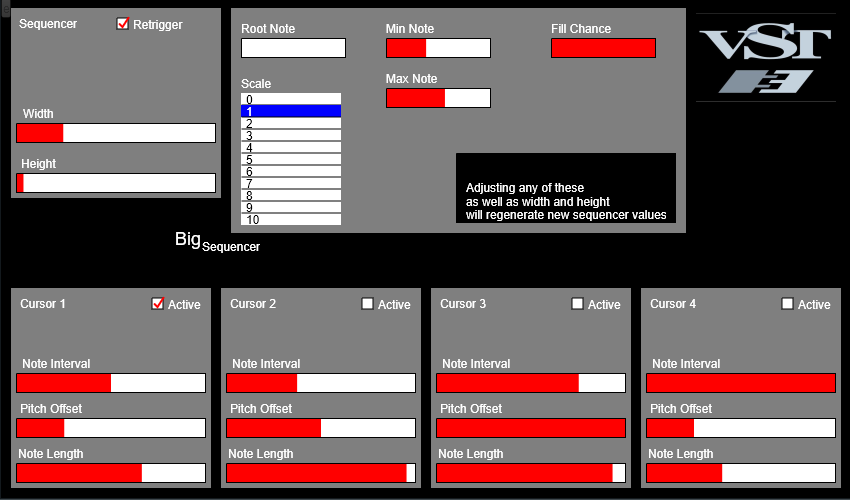 Sequencer
Retrigger
Width
Height
Root Note
Min Note
Fill Chance
Max Note
Scale
0
1
2
3
4
5
6
7
8
9
10
Adjusting any of these
as well as width and height
will regenerate new sequencer values
VST
Big Sequencer
Cursor 1
Active
Note Interval
Pitch Offset
Note Length
Cursor 2
Active
Note Interval
Pitch Offset
Note Length
Cursor 3
Active
Note Interval
Pitch Offset
Note Length
Cursor 4
Active
Note Interval
Pitch Offset
Note Length